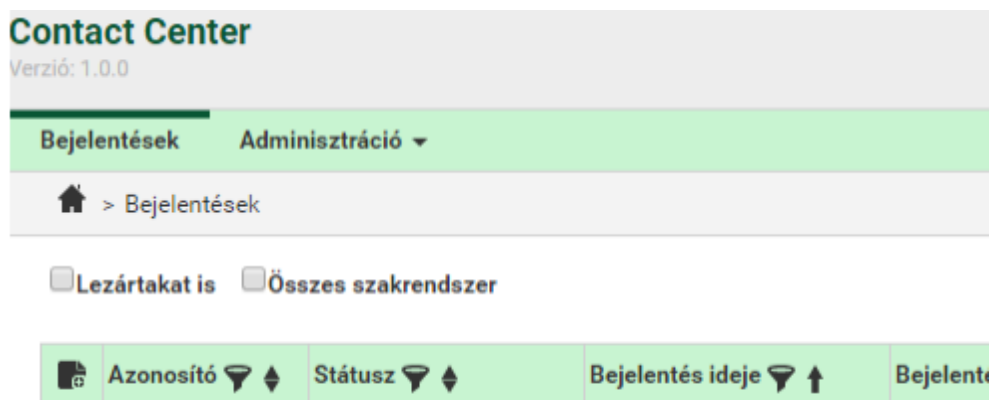 Contact Center
Verzió: 1.0.0
Bejelentések Adminisztráció
> Bejelentések
Lezártakat is Összes szakrendszer
Azonosító Státusz Bejelentés ideje